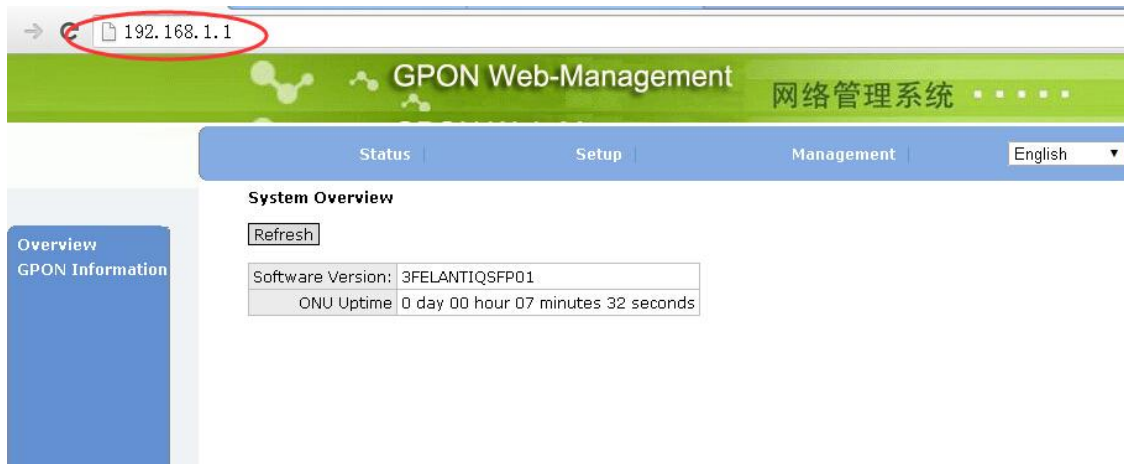 192.168.1.1
GPON Web-Management
网络管理系统
Status
Setup
Management
English
System Overview
Refresh
Overview
GPON Information
Software Version: 3FELANTIQSFP01
ONU Uptime 0 day 00 hour 07 minutes 32 seconds